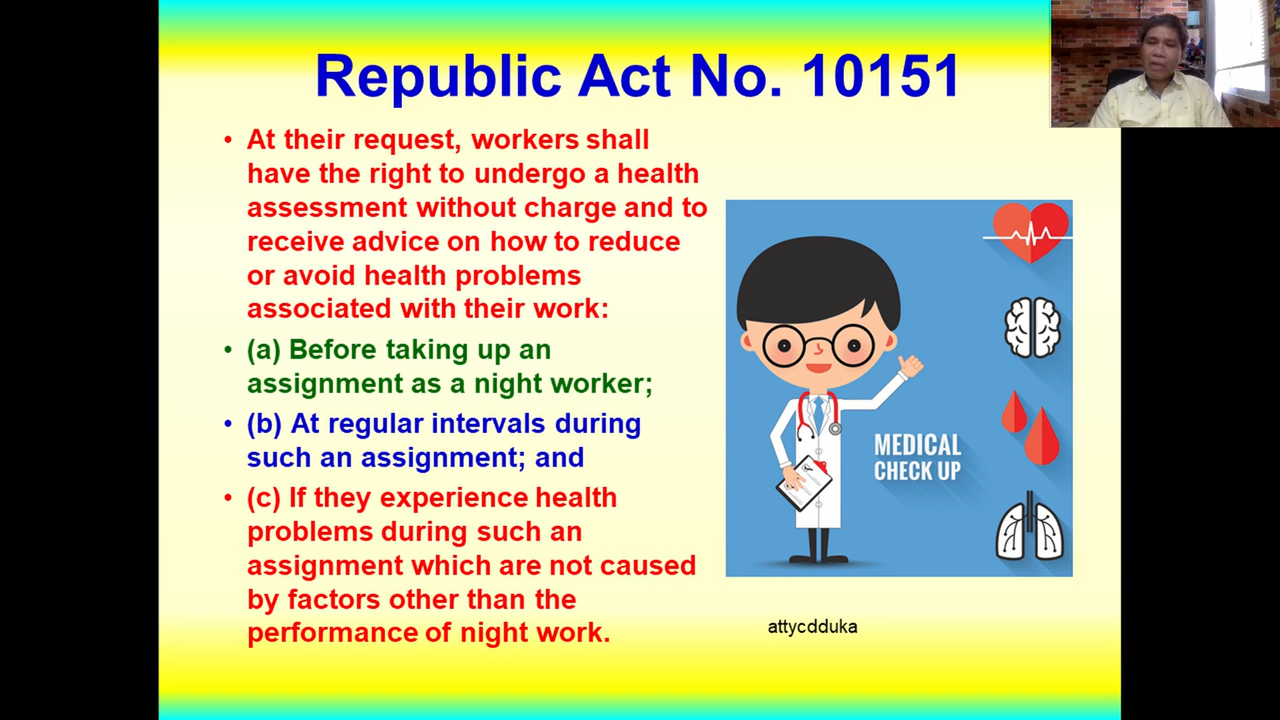 Republic Act No. 10151
• At their request, workers shall
have the right to undergo a health
assessment without charge and to
receive advice on how to reduce
or avoid health problems
associated with their work:
• (a) Before taking up an
assignment as a night worker;
• (b) At regular intervals during
such an assignment; and
• (c) If they experience health
problems during such an
assignment which are not caused
by factors other than the
performance of night work.
MEDICAL
CHECK UP
attycdduka